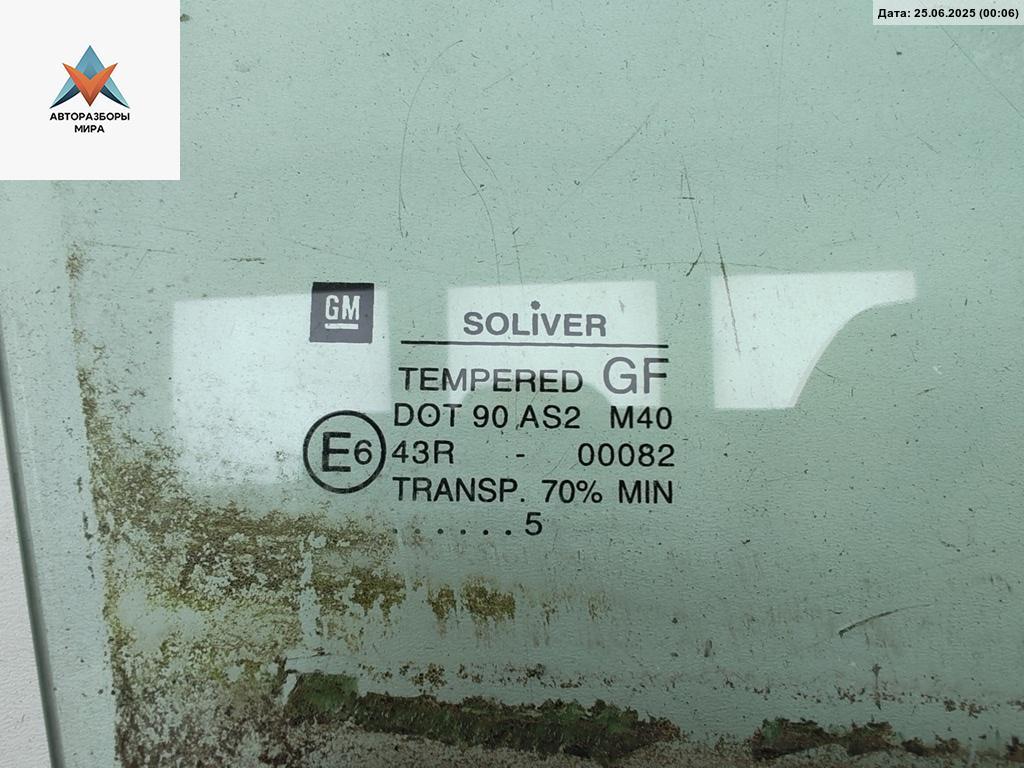 Дата: 25.06.2025 (00:06)
АВТОРАЗБОРЫ
МИРА
GM
SOLIVER
TEMPERED GF
DOT 90 AS2 M40
E6 43R - 00082
TRANSP. 70% MIN
. . . . . . 5